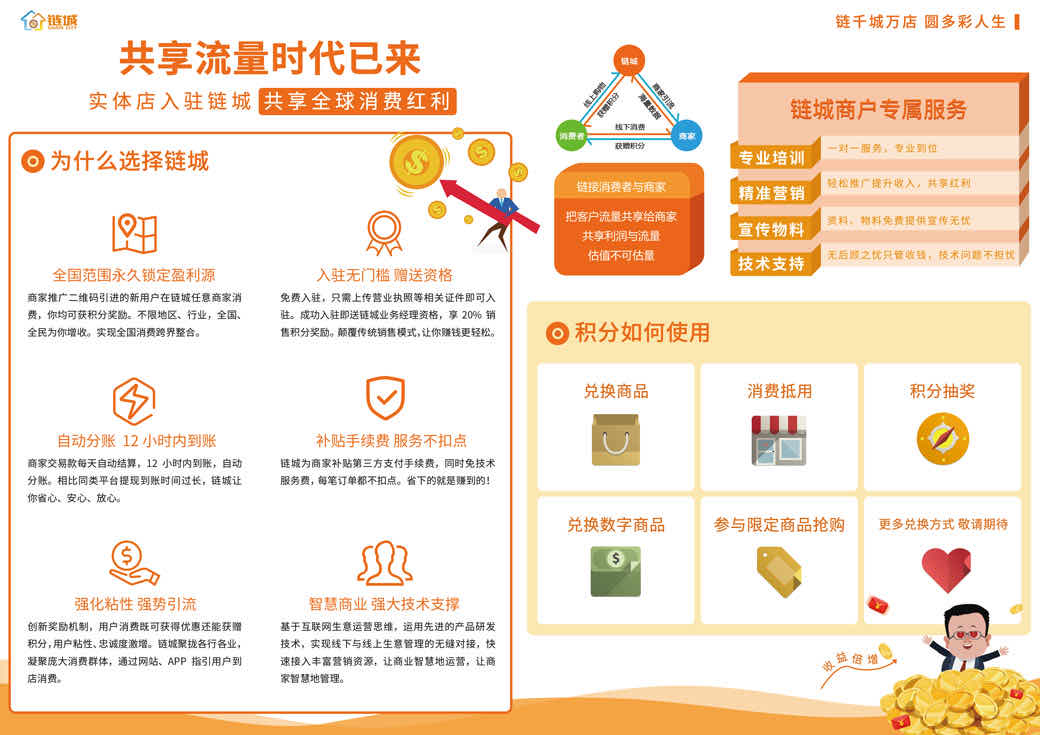 链城
CHAIN CITY
链千城万店 圆多彩人生
共享流量时代已来
实体店入驻链城 共享全球消费红利
为什么选择链城
全国范围永久锁定盈利源
商家推广二维码引进的新用户在链城任意商家消
费，你均可获积分奖励。不限地区、行业，全国、
全民为你增收。实现全国消费跨界整合。
入驻无门槛 赠送资格
免费入驻，只需上传营业执照等相关证件即可入
驻。成功入驻即送链城业务经理资格，享 20% 销
售积分奖励。颠覆传统销售模式，让你赚钱更轻松。
自动分账 12 小时内到账
商家交易款每天自动结算，12 小时内到账，自动
分账。相比同类平台提现到账时间过长，链城让
你省心、安心、放心。
补贴手续费 服务不扣点
链城为商家补贴第三方支付手续费，同时免技术
服务费，每笔订单都不扣点。省下的就是赚到的！
强化粘性 强势引流
创新奖励机制，用户消费既可获得优惠还能获赠
积分，用户粘性、忠诚度激增。链城聚拢各行各业，
凝聚庞大消费群体，通过网站、APP 指引用户到
店消费。
智慧商业 强大技术支撑
基于互联网生意运营思维，运用先进的产品研发
技术，实现线下与线上生意管理的无缝对接，快
速接入丰富营销资源，让商业智慧地运营，让商
家智慧地管理。
链城
线上购物
获赠积分
商家引流
海量数据
消费者
线下消费
获赠积分
商家
链接消费者与商家
把客户流量共享给商家
共享利润与流量
估值不可估量
链城商户专属服务
专业培训 一对一服务，专业到位
精准营销 轻松推广提升收入，共享红利
宣传物料 资料、物料免费提供宣传无忧
技术支持 无后顾之忧只管收钱，技术问题不担忧
积分如何使用
兑换商品
消费抵用
积分抽奖
兑换数字商品
参与限定商品抢购
更多兑换方式 敬请期待
收益倍增